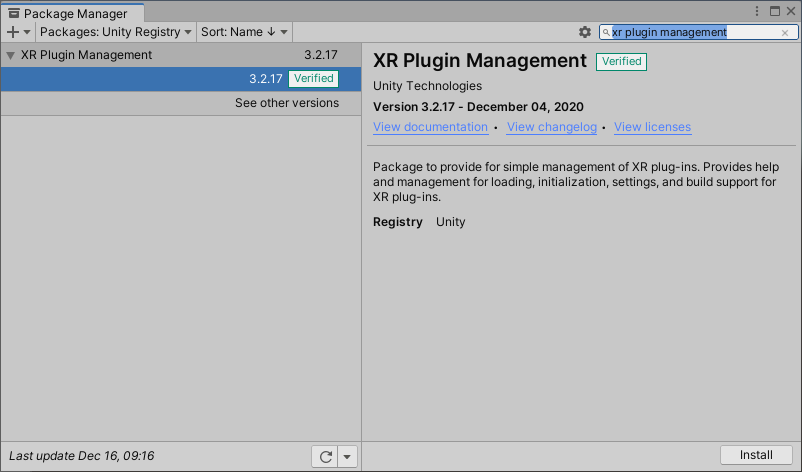 Package Manager
Packages: Unity Registry Sort: Name ↓ xr plugin management
XR Plugin Management 3.2.17
3.2.17 Verified
See other versions
XR Plugin Management Verified
Unity Technologies
Version 3.2.17 - December 04, 2020
View documentation • View changelog • View licenses
Package to provide for simple management of XR plug-ins. Provides help
and management for loading, initialization, settings, and build support for
XR plug-ins.
Registry Unity
Last update Dec 16, 09:16
Install